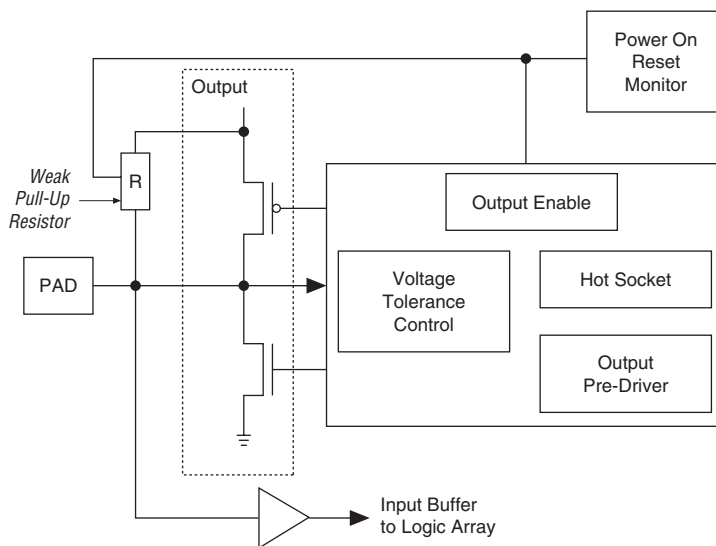 Power On
Reset
Monitor
Output
R
Weak
Pull-Up
Resistor
Output Enable
PAD
Voltage
Tolerance
Control
Hot Socket
Output
Pre-Driver
Input Buffer
to Logic Array